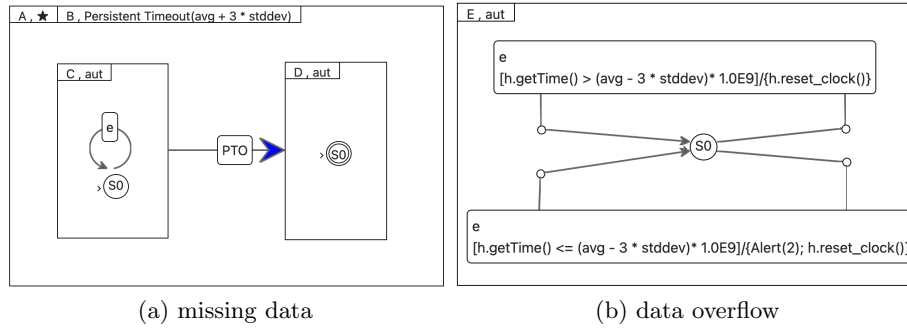 A , ★ B , Persistent Timeout(avg + 3 * stddev)
C , aut
e
> S0
PTO
D , aut
> S0
(a) missing data
E , aut
e
[h.getTime() > (avg - 3 * stddev)* 1.0E9]/{h.reset_clock()}
S0
e
[h.getTime() <= (avg - 3 * stddev)* 1.0E9]/{Alert(2); h.reset_clock()}
(b) data overflow